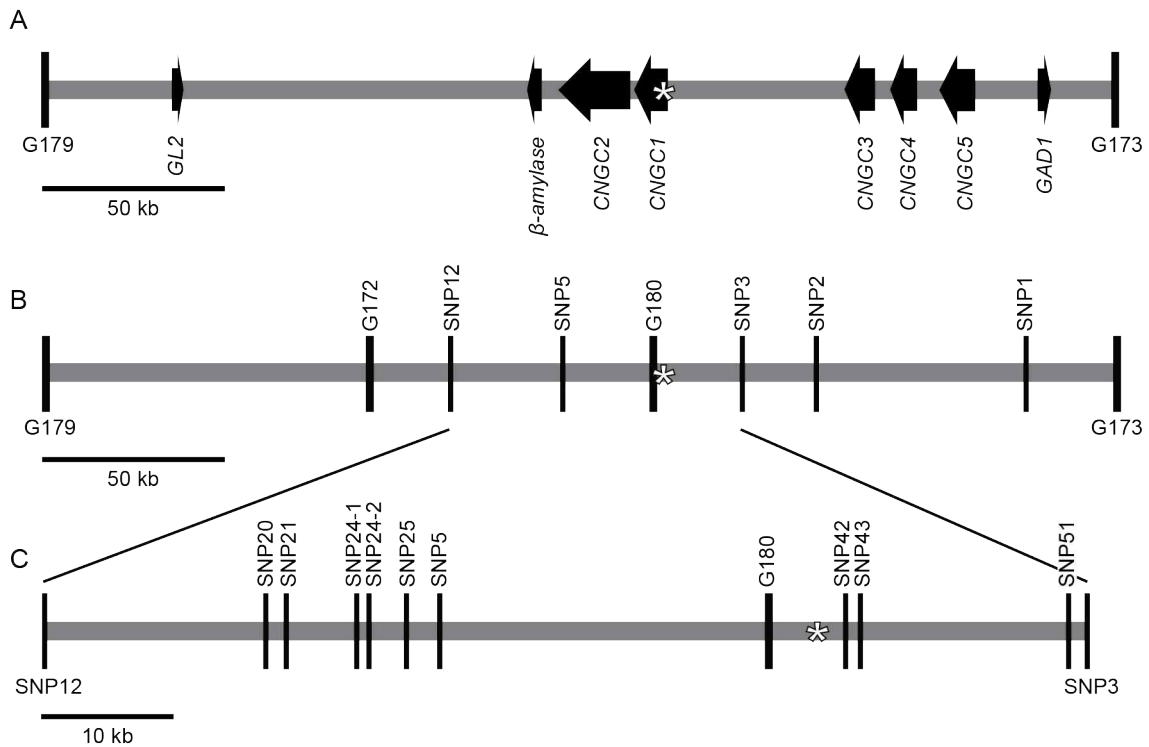 A
G179
GL2
β-amylase
CNGC2
CNGC1
CNGC3
CNGC4
CNGC5
GAD1
G173
50 kb
B
G172
SNP12
SNP5
G180
SNP3
SNP2
SNP1
*
G179
G173
50 kb
C
SNP20
SNP21
SNP24-1
SNP24-2
SNP25
SNP5
G180
SNP42
SNP43
SNP51
*
SNP12
SNP3
10 kb